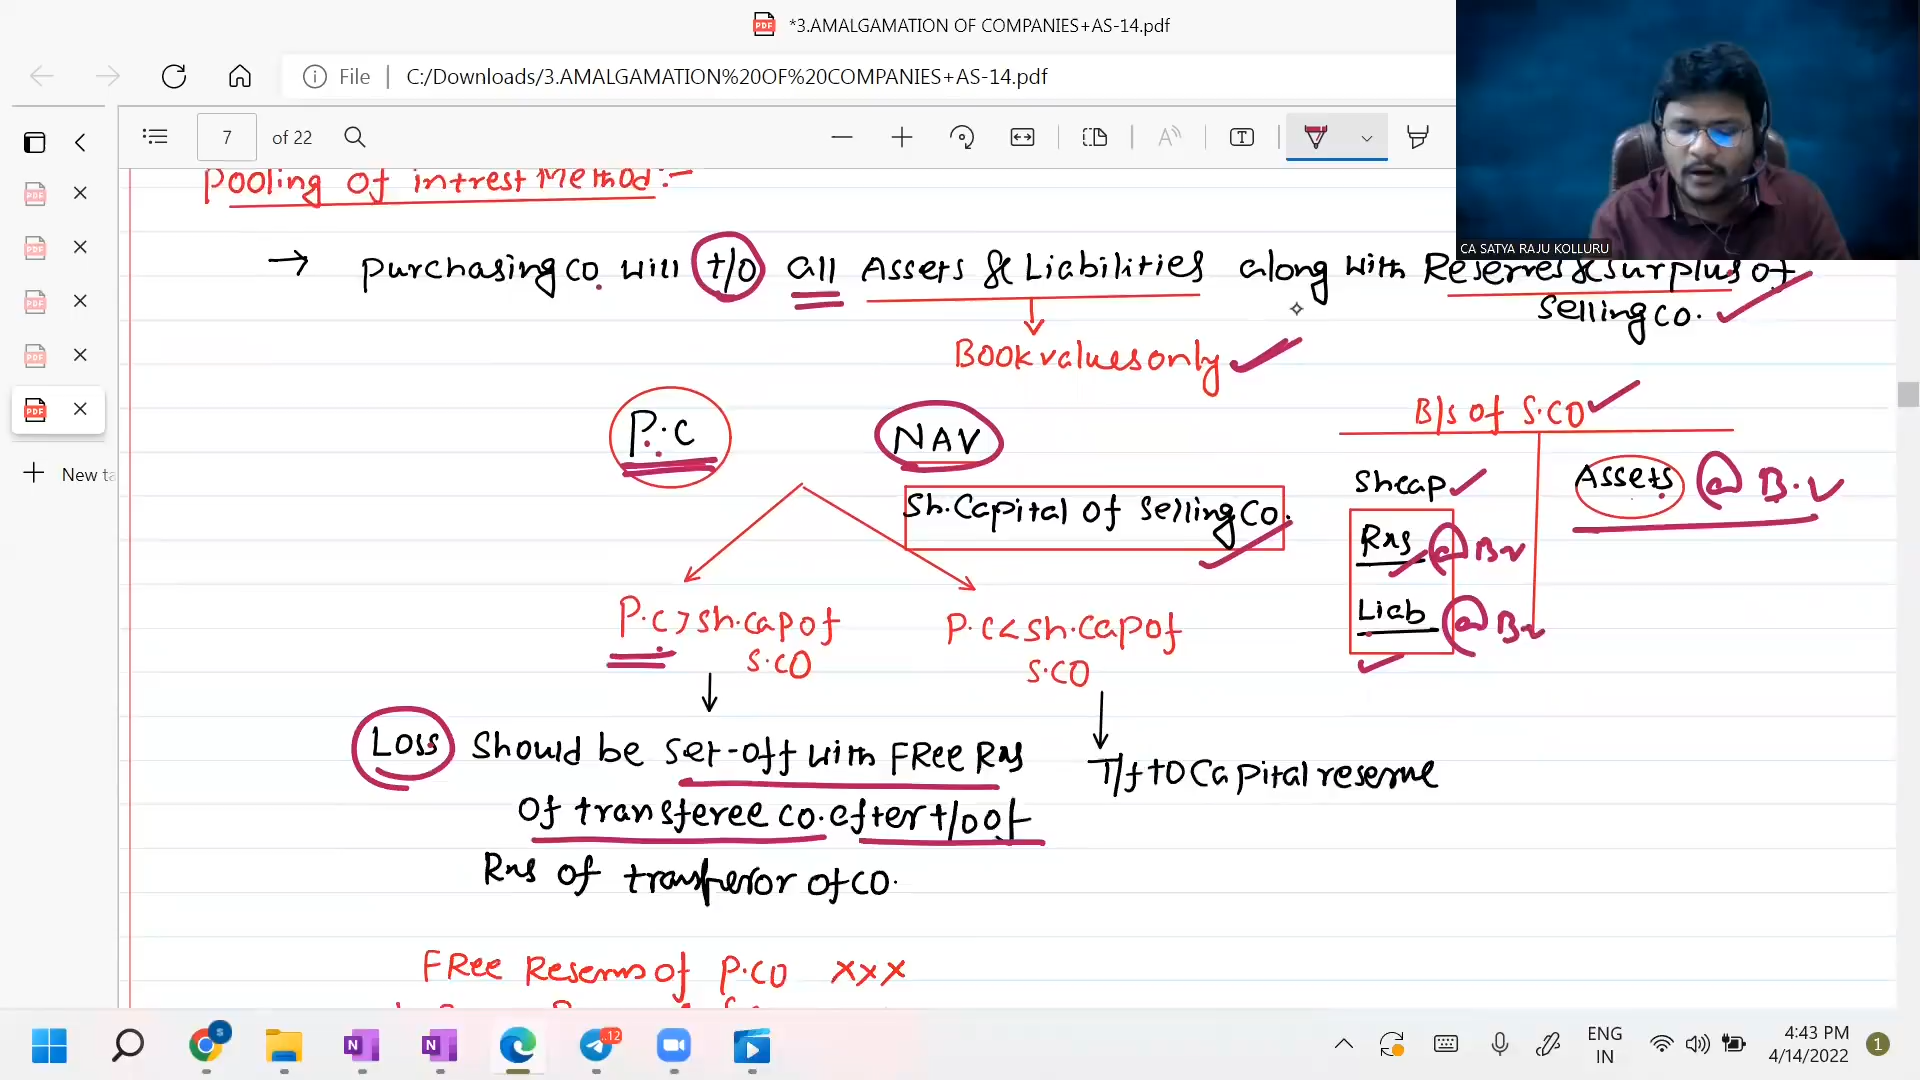 *3.AMALGAMATION OF COMPANIES+AS-14.pdf
File | C:/Downloads/3.AMALGAMATION%20OF%20COMPANIES+AS-14.pdf
7 of 22
CA SATYA RAJU KOLLURU
New ta
Pooling of intrest Method:-
→ Purchasing co. will t/o all Assets & Liabilities along with Reserves & surplus of
Selling co.
Book values only
P.C
NAV
Sh. Capital of Selling Co.
B/s of S.CO
Shcap
Assets @ B.V
Rns @ Bv
Liab @ Bv
P.C > Sh.cap of
S.CO
P.C < Sh.cap of
S.CO
Loss Should be Set-off with FRee Rns
Of transferee co. after t/o of
Rns of transferor of CO.
T/f to Capital reserve
FRee Reserves of P.CO xxx
12
ENG
IN
4:43 PM
4/14/2022
1